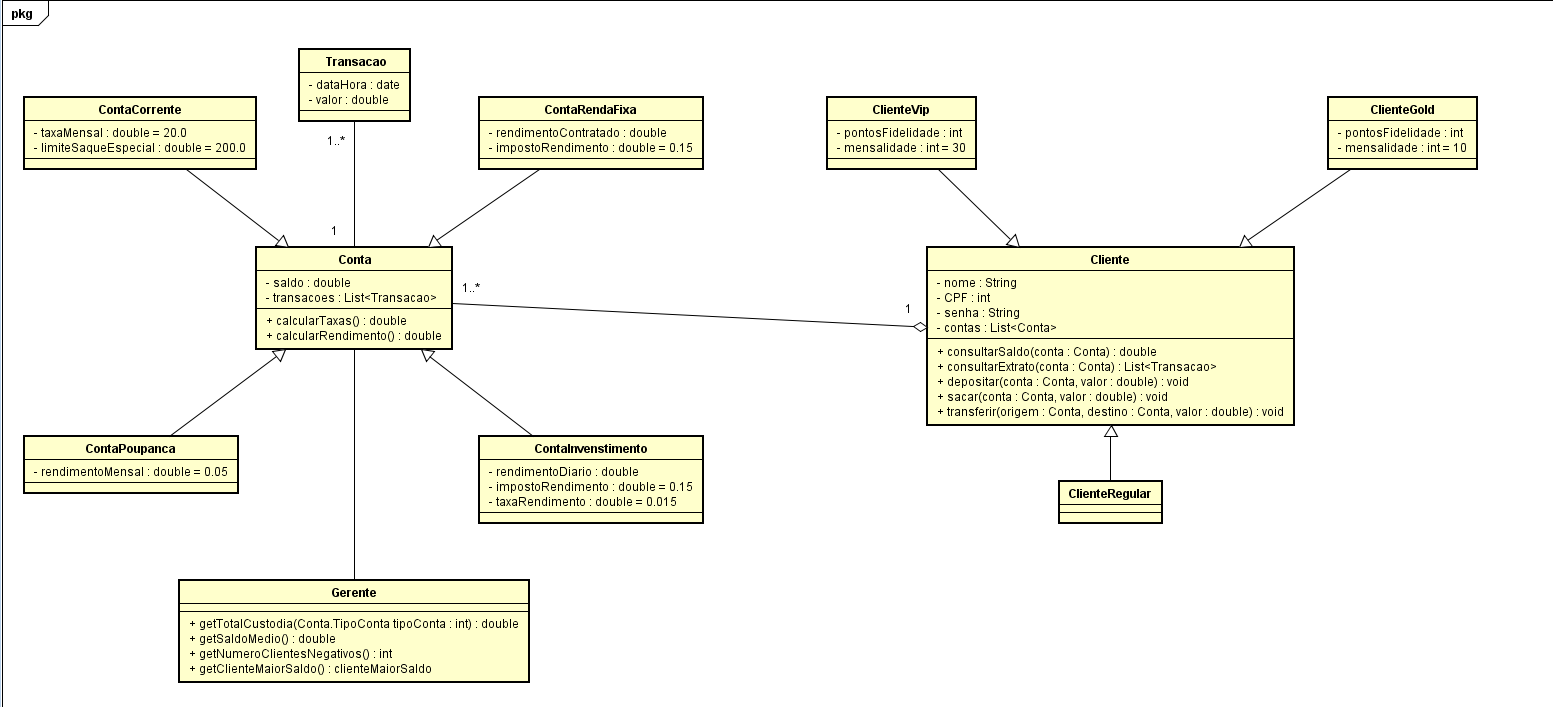 pkg
Transacao
- dataHora : date
- valor : double
ContaCorrente
- taxaMensal : double = 20.0
- limiteSaqueEspecial : double = 200.0
ContaRendaFixa
- rendimentoContratado : double
- impostoRendimento : double = 0.15
ClienteVip
- pontosFidelidade : int
- mensalidade : int = 30
ClienteGold
- pontosFidelidade : int
- mensalidade : int = 10
1..*
1
Conta
- saldo : double
- transacoes : List<Transacao>
+ calcularTaxas() : double
+ calcularRendimento() : double
1..*
1
Cliente
- nome : String
- CPF : int
- senha : String
- contas : List<Conta>
+ consultarSaldo(conta : Conta) : double
+ consultarExtrato(conta : Conta) : List<Transacao>
+ depositar(conta : Conta, valor : double) : void
+ sacar(conta : Conta, valor : double) : void
+ transferir(origem : Conta, destino : Conta, valor : double) : void
ContaPoupanca
- rendimentoMensal : double = 0.05
ContaInvenstimento
- rendimentoDiario : double
- impostoRendimento : double = 0.15
- taxaRendimento : double = 0.015
ClienteRegular
Gerente
+ getTotalCustodia(Conta.TipoConta tipoConta : int) : double
+ getSaldoMedio() : double
+ getNumeroClientesNegativos() : int
+ getClienteMaiorSaldo() : clienteMaiorSaldo